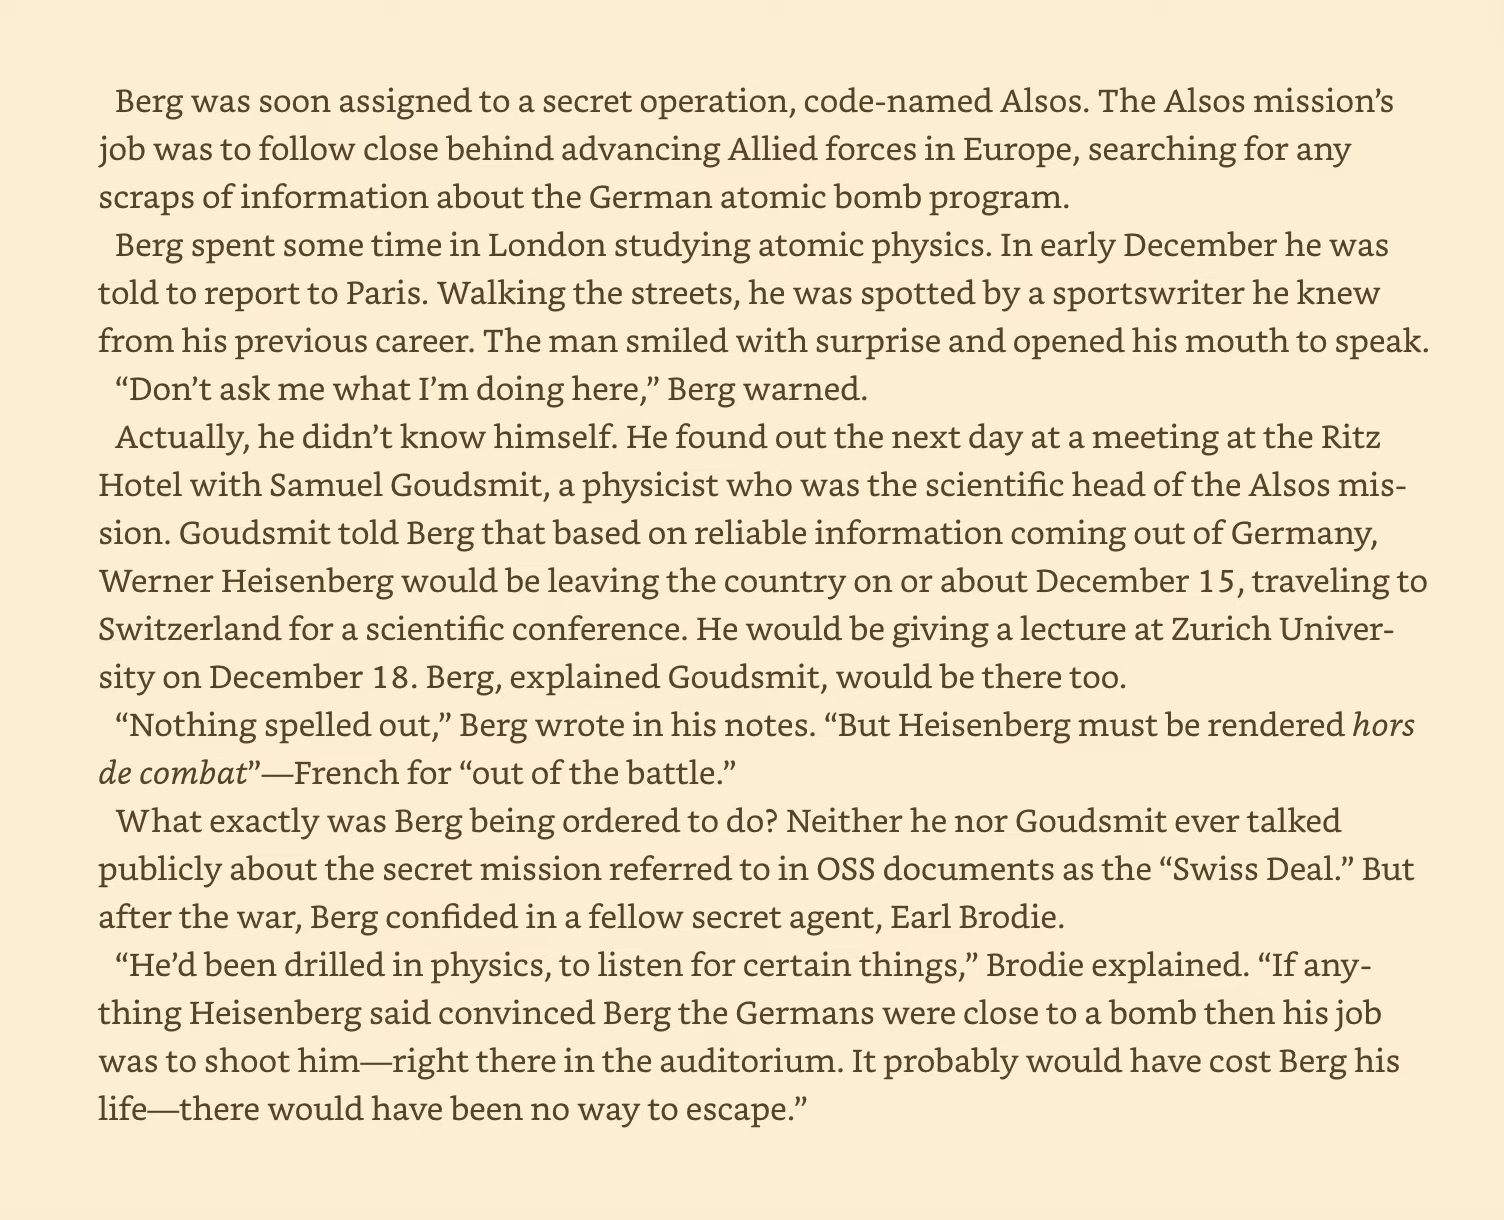 Berg was soon assigned to a secret operation, code-named Alsos. The Alsos mission’s
job was to follow close behind advancing Allied forces in Europe, searching for any
scraps of information about the German atomic bomb program.
Berg spent some time in London studying atomic physics. In early December he was
told to report to Paris. Walking the streets, he was spotted by a sportswriter he knew
from his previous career. The man smiled with surprise and opened his mouth to speak.
“Don’t ask me what I’m doing here,” Berg warned.
Actually, he didn’t know himself. He found out the next day at a meeting at the Ritz
Hotel with Samuel Goudsmit, a physicist who was the scientific head of the Alsos mis-
sion. Goudsmit told Berg that based on reliable information coming out of Germany,
Werner Heisenberg would be leaving the country on or about December 15, traveling to
Switzerland for a scientific conference. He would be giving a lecture at Zurich Univer-
sity on December 18. Berg, explained Goudsmit, would be there too.
“Nothing spelled out,” Berg wrote in his notes. “But Heisenberg must be rendered hors
de combat”—French for “out of the battle.”
What exactly was Berg being ordered to do? Neither he nor Goudsmit ever talked
publicly about the secret mission referred to in OSS documents as the “Swiss Deal.” But
after the war, Berg confided in a fellow secret agent, Earl Brodie.
“He’d been drilled in physics, to listen for certain things,” Brodie explained. “If any-
thing Heisenberg said convinced Berg the Germans were close to a bomb then his job
was to shoot him—right there in the auditorium. It probably would have cost Berg his
life—there would have been no way to escape.”